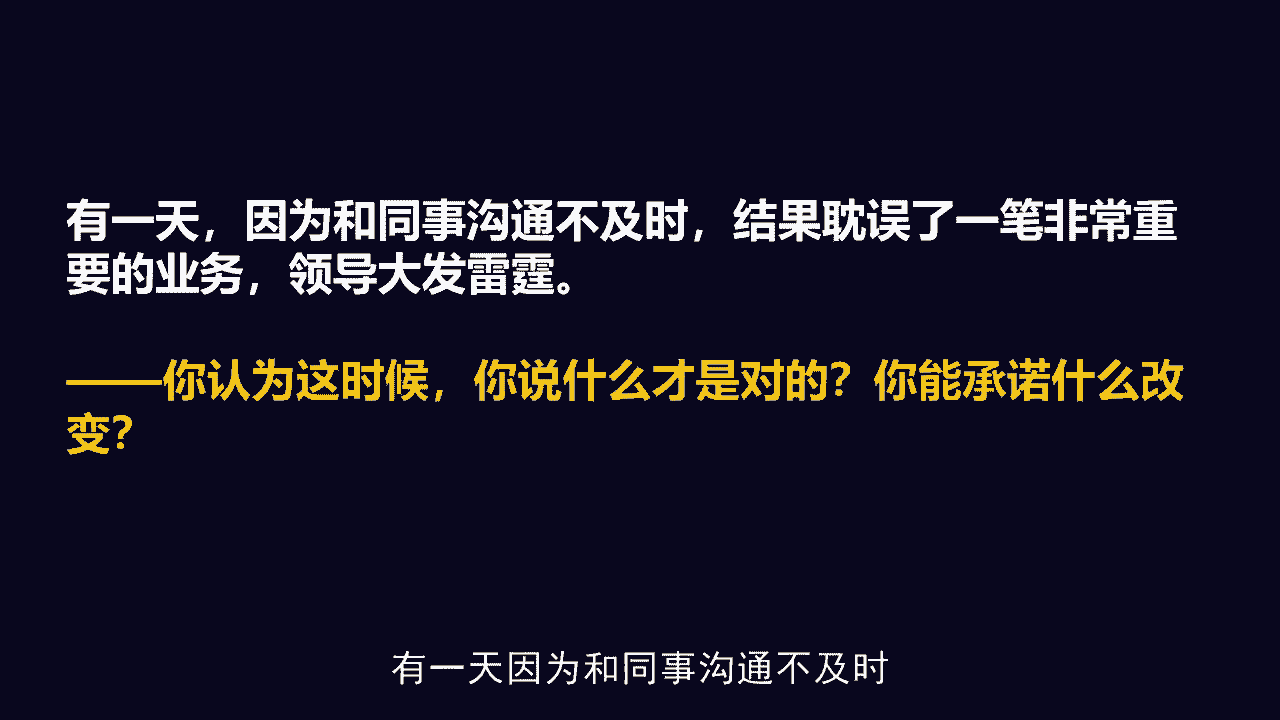 有一天，因为和同事沟通不及时，结果耽误了一笔非常重
要的业务，领导大发雷霆。
——你认为这时候，你说什么才是对的？你能承诺什么改
变？
有一天因为和同事沟通不及时